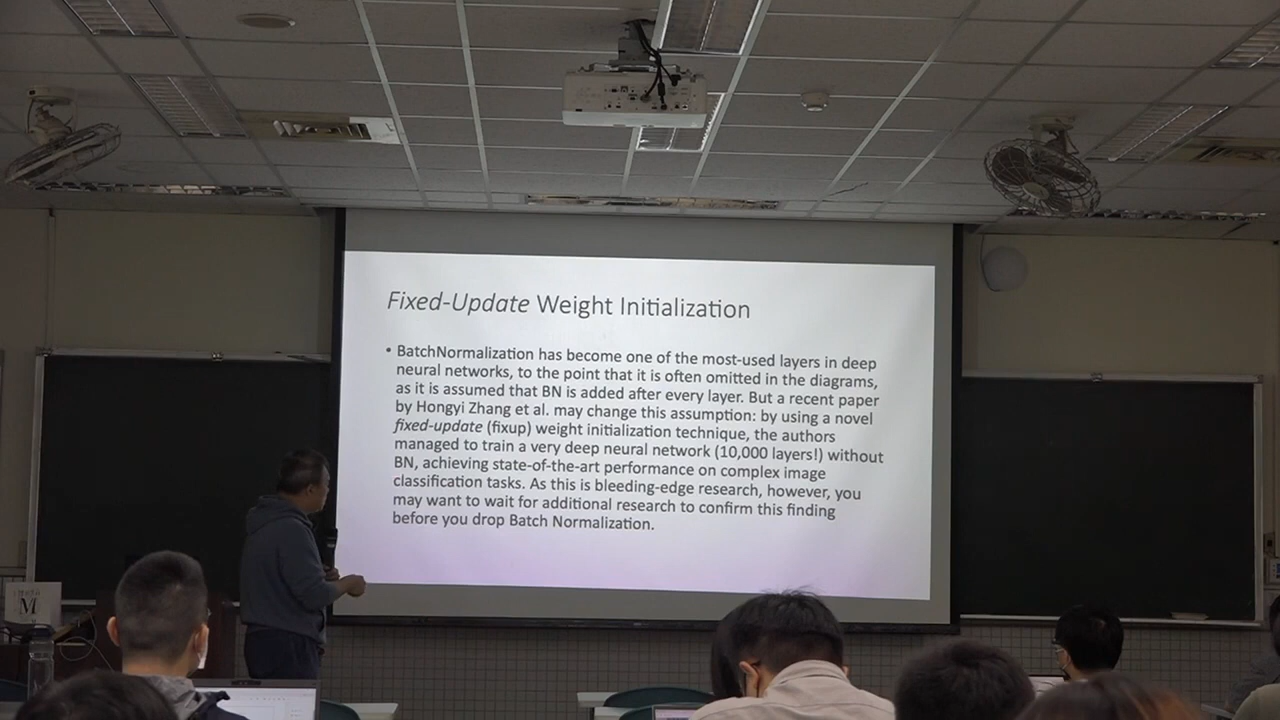 Fixed-Update Weight Initialization
• BatchNormalization has become one of the most-used layers in deep
neural networks, to the point that it is often omitted in the diagrams,
as it is assumed that BN is added after every layer. But a recent paper
by Hongyi Zhang et al. may change this assumption: by using a novel
fixed-update (fixup) weight initialization technique, the authors
managed to train a very deep neural network (10,000 layers!) without
BN, achieving state-of-the-art performance on complex image
classification tasks. As this is bleeding-edge research, however, you
may want to wait for additional research to confirm this finding
before you drop Batch Normalization.
M